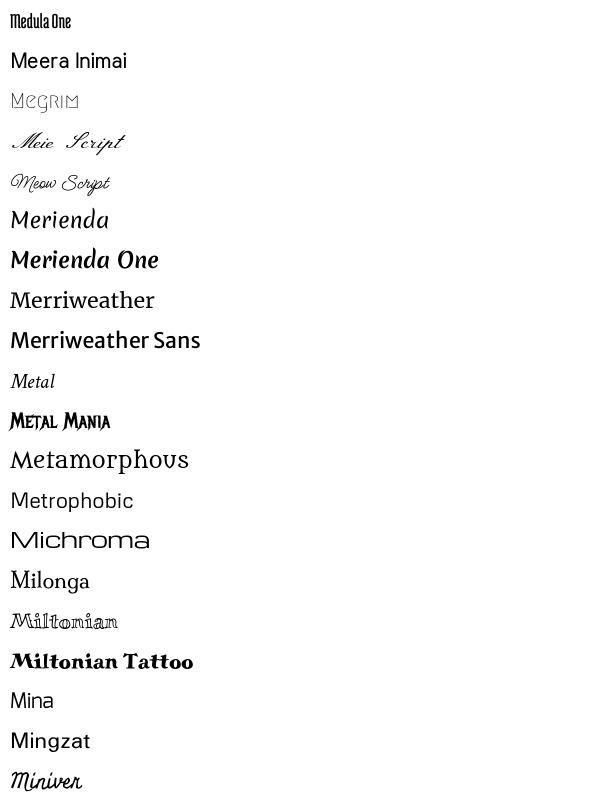 Medula One
Meera Inimai
Megrim
Meie Script
Meow Script
Merienda
Merienda One
Merriweather
Merriweather Sans
Metal
Metal Mania
Metamorphous
Metrophobic
Michroma
Milonga
Miltonian
Miltonian Tattoo
Mina
Mingzat
Miniver